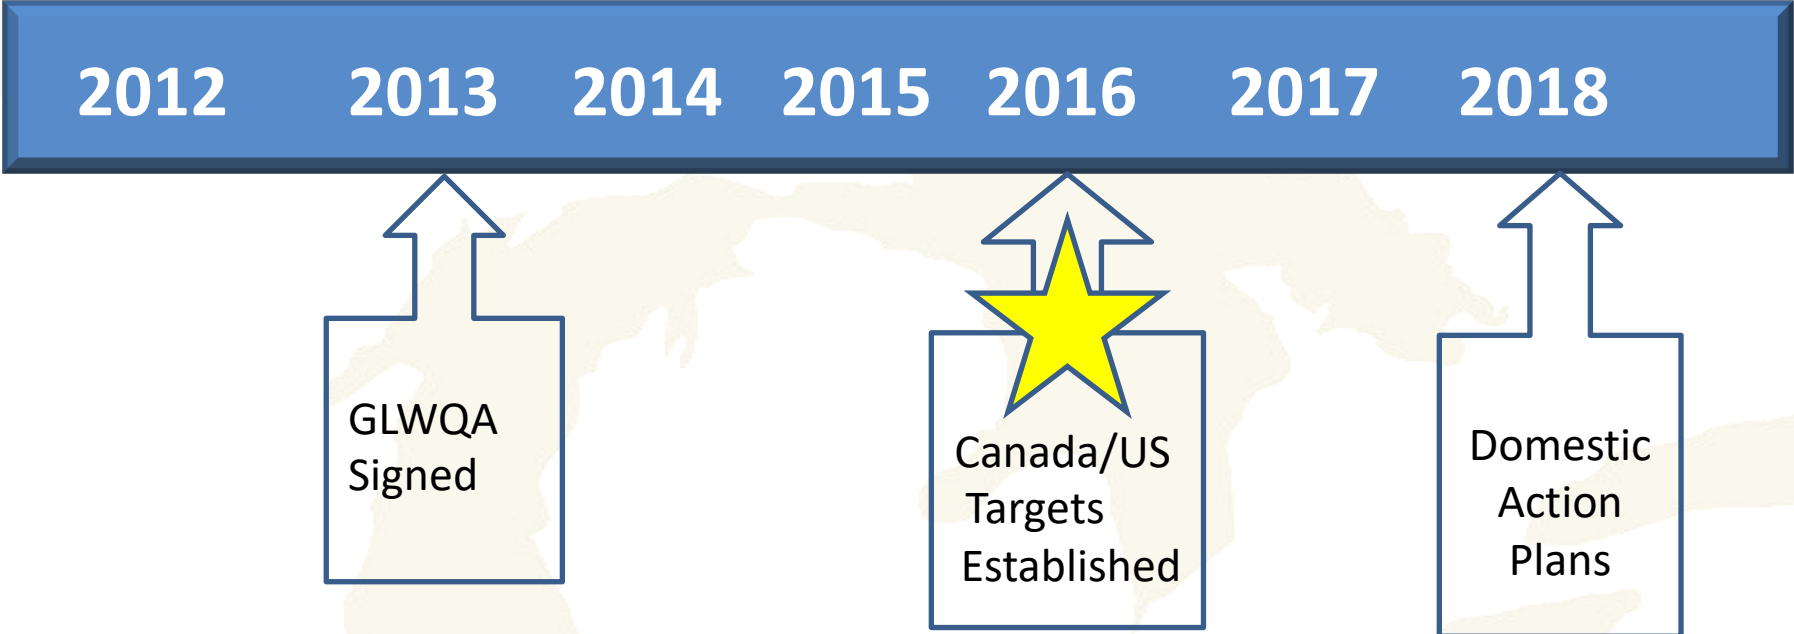 2012 2013 2014 2015 2016 2017 2018
GLWQA
Signed
Canada/US
Targets
Established
Domestic
Action
Plans